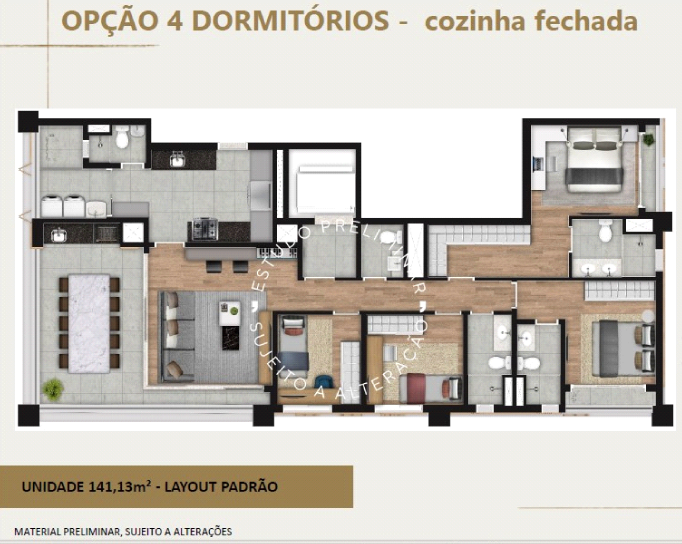 OPÇÃO 4 DORMITÓRIOS - cozinha fechada
ESTUDO PRELIMINAR,
SUJEITO A ALTERAÇÃO,
UNIDADE 141,13m² - LAYOUT PADRÃO
MATERIAL PRELIMINAR, SUJEITO A ALTERAÇÕES